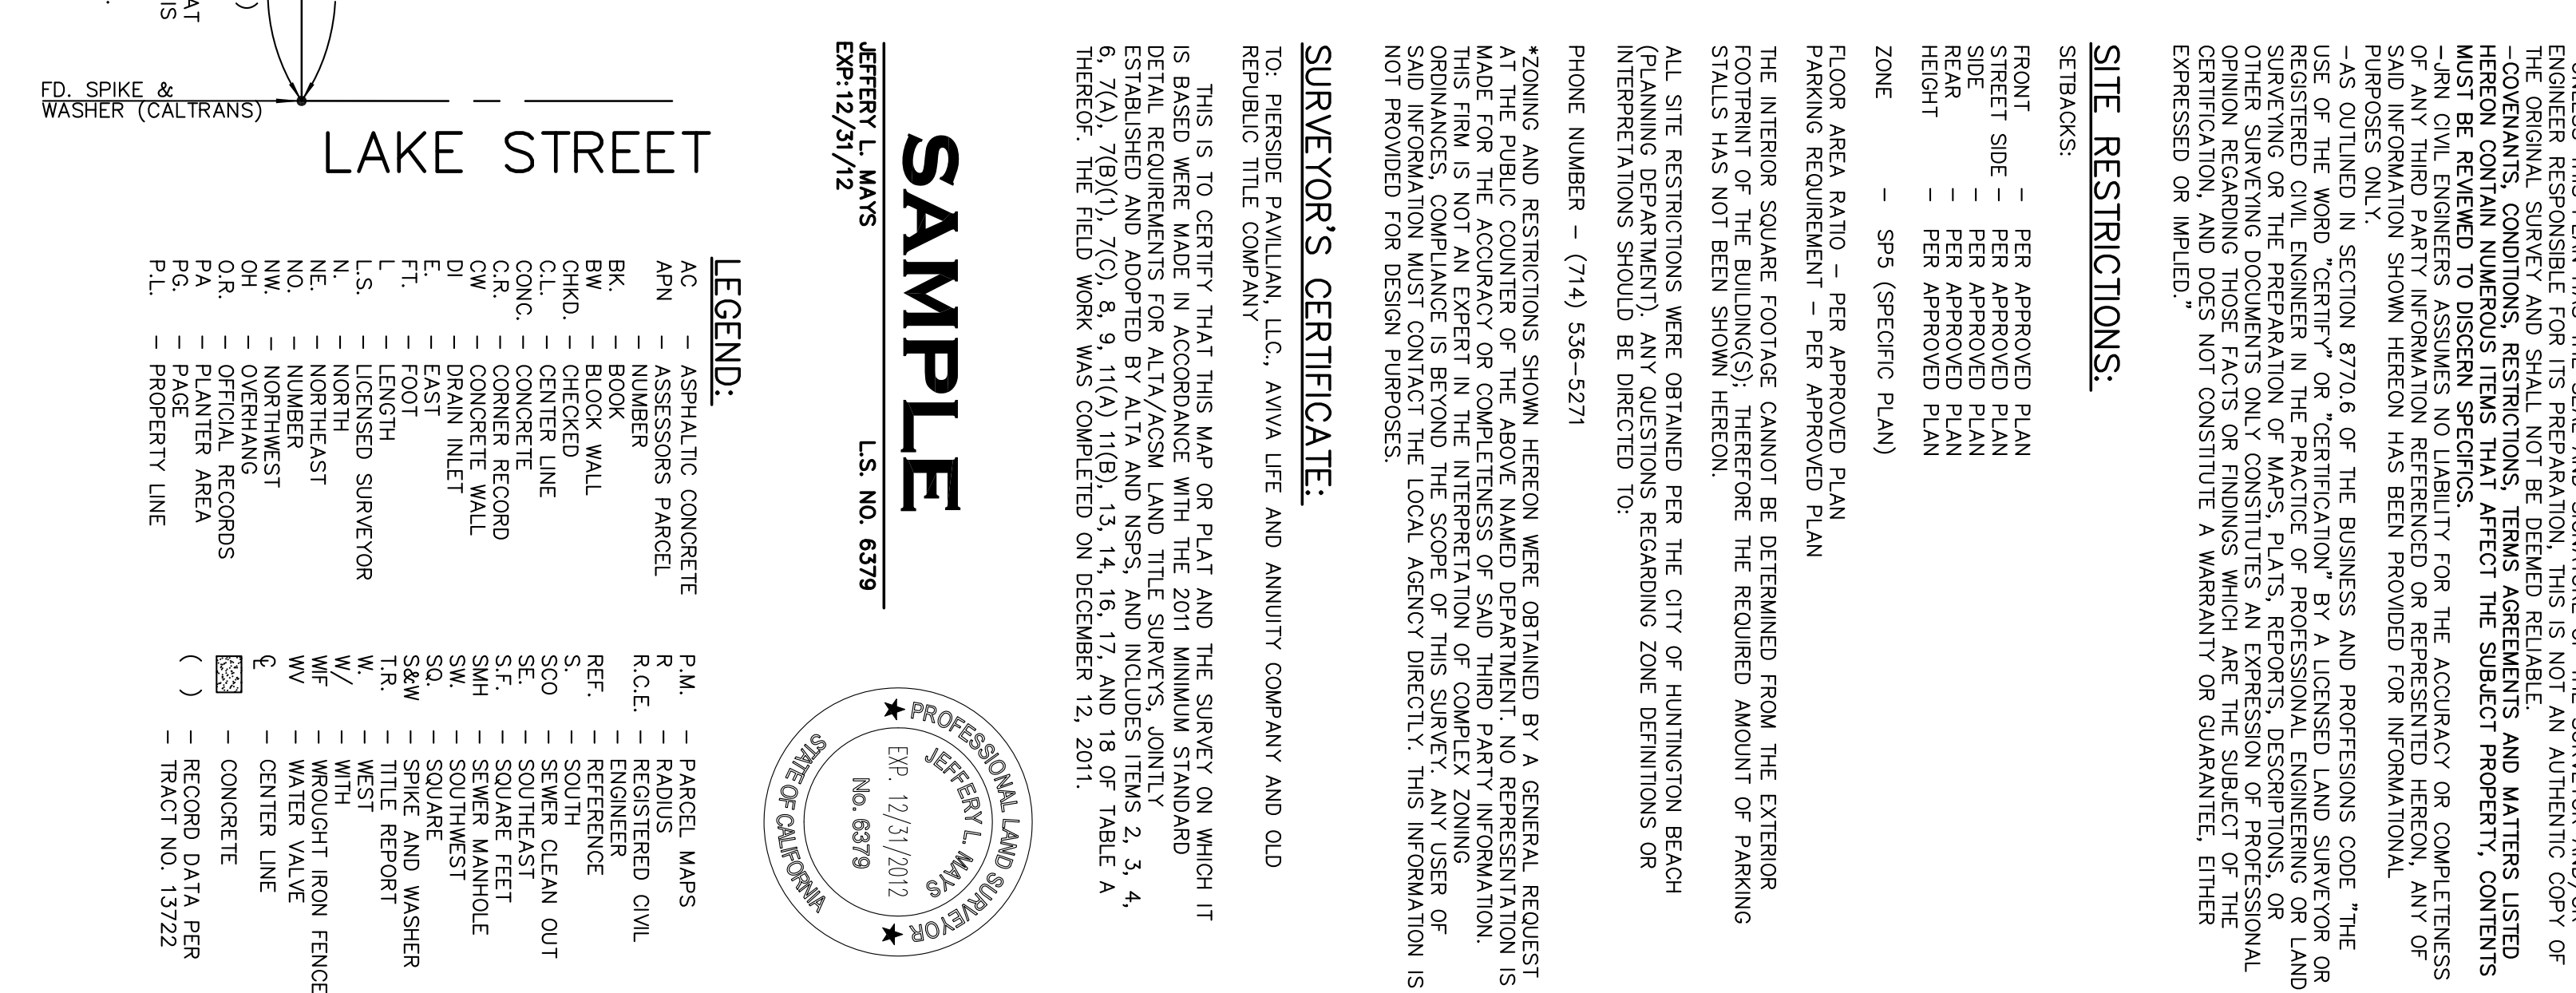 ENGINEER RESPONSIBLE FOR ITS PREPARATION, THIS IS NOT AN AUTHENTIC COPY OF
THE ORIGINAL SURVEY AND SHALL NOT BE DEEMED RELIABLE.
-COVENANTS, CONDITIONS, RESTRICTIONS, TERMS AGREEMENTS AND MATTERS LISTED
HEREON CONTAIN NUMEROUS ITEMS THAT AFFECT THE SUBJECT PROPERTY, CONTENTS
MUST BE REVIEWED TO DISCERN SPECIFICS.
-JRN CIVIL ENGINEERS ASSUMES NO LIABILITY FOR THE ACCURACY OR COMPLETENESS
OF ANY THIRD PARTY INFORMATION REFERENCED OR REPRESENTED HEREON, ANY OF
SAID INFORMATION SHOWN HEREON HAS BEEN PROVIDED FOR INFORMATIONAL
PURPOSES ONLY.
-AS OUTLINED IN SECTION 8770.6 OF THE BUSINESS AND PROFFESIONS CODE "THE
USE OF THE WORD "CERTIFY" OR "CERTIFICATION" BY A LICENSED LAND SURVEYOR OR
REGISTERED CIVIL ENGINEER IN THE PRACTICE OF PROFESSIONAL ENGINEERING OR LAND
SURVEYING OR THE PREPARATION OF MAPS, PLATS, REPORTS, DESCRIPTIONS, OR
OTHER SURVEYING DOCUMENTS ONLY CONSTITUTES AN EXPRESSION OF PROFESSIONAL
OPINION REGARDING THOSE FACTS OR FINDINGS WHICH ARE THE SUBJECT OF THE
CERTIFICATION, AND DOES NOT CONSTITUTE A WARRANTY OR GUARANTEE, EITHER
EXPRESSED OR IMPLIED."
SITE RESTRICTIONS:
SETBACKS:
FRONT - PER APPROVED PLAN
STREET SIDE - PER APPROVED PLAN
SIDE - PER APPROVED PLAN
REAR - PER APPROVED PLAN
HEIGHT - PER APPROVED PLAN
ZONE - SP5 (SPECIFIC PLAN)
FLOOR AREA RATIO - PER APPROVED PLAN
PARKING REQUIREMENT - PER APPROVED PLAN
THE INTERIOR SQUARE FOOTAGE CANNOT BE DETERMINED FROM THE EXTERIOR
FOOTPRINT OF THE BUILDING(S); THEREFORE THE REQUIRED AMOUNT OF PARKING
STALLS HAS NOT BEEN SHOWN HEREON.
ALL SITE RESTRICTIONS WERE OBTAINED PER THE CITY OF HUNTINGTON BEACH
(PLANNING DEPARTMENT). ANY QUESTIONS REGARDING ZONE DEFINITIONS OR
INTERPRETATIONS SHOULD BE DIRECTED TO:
PHONE NUMBER - (714) 536-5271
*ZONING AND RESTRICTIONS SHOWN HEREON WERE OBTAINED BY A GENERAL REQUEST
AT THE PUBLIC COUNTER OF THE ABOVE NAMED DEPARTMENT. NO REPRESENTATION IS
MADE FOR THE ACCURACY OR COMPLETENESS OF SAID THIRD PARTY INFORMATION.
THIS FIRM IS NOT AN EXPERT IN THE INTERPRETATION OF COMPLEX ZONING
ORDINANCES, COMPLIANCE IS BEYOND THE SCOPE OF THIS SURVEY. ANY USER OF
SAID INFORMATION MUST CONTACT THE LOCAL AGENCY DIRECTLY. THIS INFORMATION IS
NOT PROVIDED FOR DESIGN PURPOSES.
SURVEYOR'S CERTIFICATE:
TO: PIERSIDE PAVILLIAN, LLC., AVIVA LIFE AND ANNUITY COMPANY AND OLD
REPUBLIC TITLE COMPANY
THIS IS TO CERTIFY THAT THIS MAP OR PLAT AND THE SURVEY ON WHICH IT
IS BASED WERE MADE IN ACCORDANCE WITH THE 2011 MINIMUM STANDARD
DETAIL REQUIREMENTS FOR ALTA/ACSM LAND TITLE SURVEYS, JOINTLY
ESTABLISHED AND ADOPTED BY ALTA AND NSPS, AND INCLUDES ITEMS 2, 3, 4,
6, 7(A), 7(B)(1), 7(C), 8, 9, 11(A) 11(B), 13, 14, 16, 17, AND 18 OF TABLE A
THEREOF. THE FIELD WORK WAS COMPLETED ON DECEMBER 12, 2011.
SAMPLE
JEFFERY L. MAYS L.S. NO. 6379
EXP:12/31/12
PROFESSIONAL LAND SURVEYOR
JEFFERY L. MAYS
EXP. 12/31/2012
No. 6379
STATE OF CALIFORNIA
LEGEND:
AC - ASPHALTIC CONCRETE
APN - ASSESSORS PARCEL
- NUMBER
BK. - BOOK
BW - BLOCK WALL
CHKD. - CHECKED
C.L. - CENTER LINE
CONC. - CONCRETE
C.R. - CORNER RECORD
CW - CONCRETE WALL
DI - DRAIN INLET
E. - EAST
FT. - FOOT
L - LENGTH
L.S. - LICENSED SURVEYOR
N. - NORTH
NE. - NORTHEAST
NO. - NUMBER
NW. - NORTHWEST
OH - OVERHANG
O.R. - OFFICIAL RECORDS
PA - PLANTER AREA
PG. - PAGE
P.L. - PROPERTY LINE
P.M. - PARCEL MAPS
R - RADIUS
R.C.E. - REGISTERED CIVIL
- ENGINEER
REF. - REFERENCE
S. - SOUTH
SCO - SEWER CLEAN OUT
SE. - SOUTHEAST
S.F. - SQUARE FEET
SMH - SEWER MANHOLE
SW. - SOUTHWEST
SQ. - SQUARE
S&W - SPIKE AND WASHER
T.R. - TITLE REPORT
W. - WEST
W/ - WITH
WIF - WROUGHT IRON FENCE
WV - WATER VALVE
℄ - CENTER LINE
- CONCRETE
( ) - RECORD DATA PER
- TRACT NO. 13722
LAKE STREET
FD. SPIKE &
WASHER (CALTRANS)
AT
IS
)